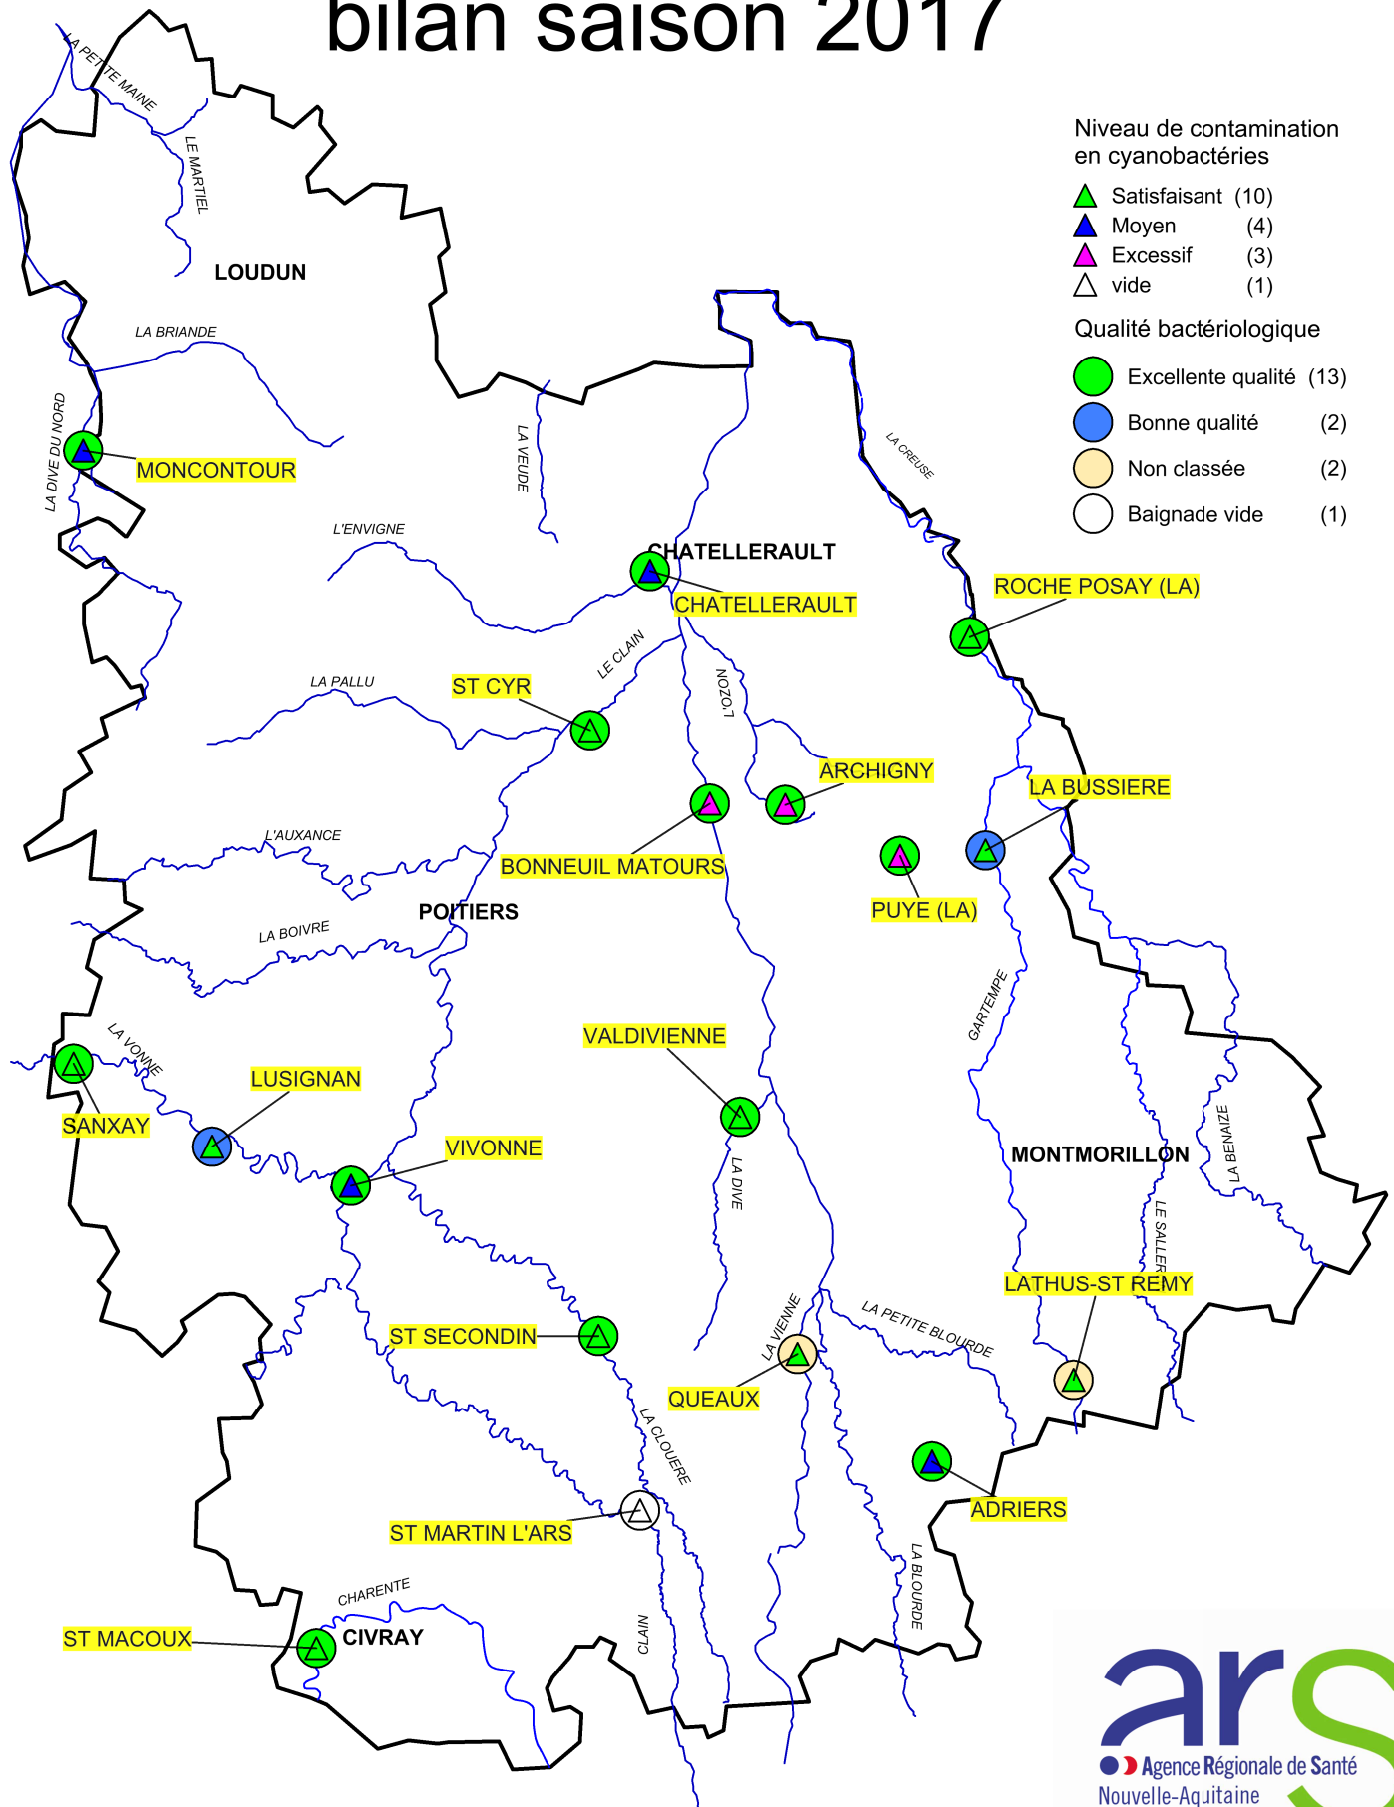 bilan saison 2017
LA PETITE MAINE
LE MARTIEL
LOUDUN
LA BRIANDE
LA DIVE DU NORD
MONCONTOUR
LA VEUDE
L'ENVIGNE
Niveau de contamination
en cyanobactéries
Satisfaisant (10)
Moyen (4)
Excessif (3)
vide (1)
Qualité bactériologique
Excellente qualité (13)
Bonne qualité (2)
Non classée (2)
Baignade vide (1)
LA CREUSE
CHATELLERAULT
CHATELLERAULT
ROCHE POSAY (LA)
LE CLAIN
LA PALLU
ST CYR
L'OZON
ARCHIGNY
LA BUSSIERE
L'AUXANCE
BONNEUIL MATOURS
PUYE (LA)
POITIERS
LA BOIVRE
GARTEMPE
LA VONNE
VALDIVIENNE
LUSIGNAN
SANXAY
VIVONNE
LA DIVE
MONTMORILLON
LA BENAIZE
LE SALLER
LATHUS-ST REMY
LA VIENNE
LA PETITE BLOURDE
ST SECONDIN
QUEAUX
LA CLOUERE
ADRIERS
ST MARTIN L'ARS
LA BLOURDE
CHARENTE
CLAIN
ST MACOUX
CIVRAY
ars
Agence Régionale de Santé
Nouvelle-Aquitaine